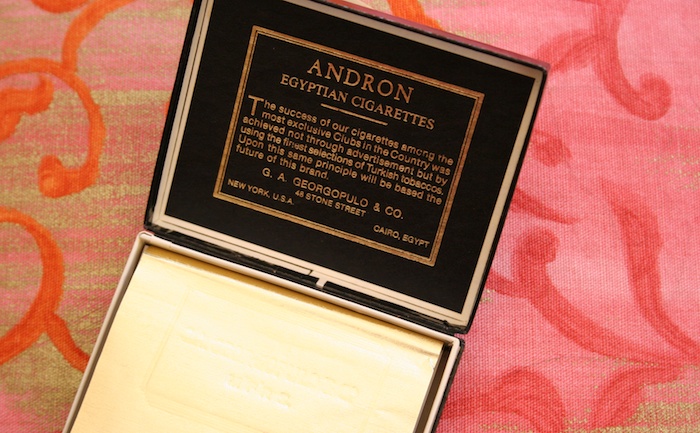 ANDRON
EGYPTIAN CIGARETTES
The success of our cigarettes among the
most exclusive Clubs in the Country was
achieved not through advertisement but by
using the finest selections of Turkish tobaccos.
Upon this same principle will be based the
future of this brand.
G. A. GEORGOPULO & CO.
48 STONE STREET
NEW YORK, U.S.A.
CAIRO, EGYPT